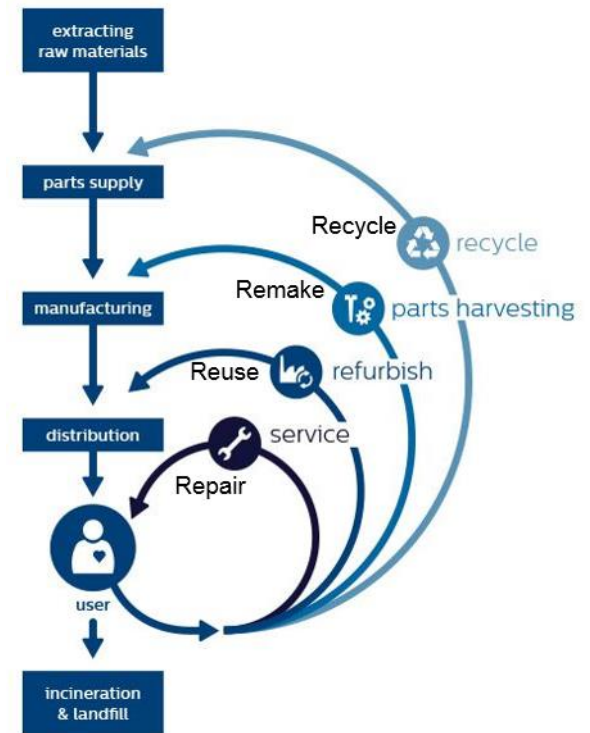 extracting
raw materials
parts supply
Recycle
recycle
Remake
parts harvesting
manufacturing
Reuse
refurbish
distribution
service
Repair
user
incineration
& landfill